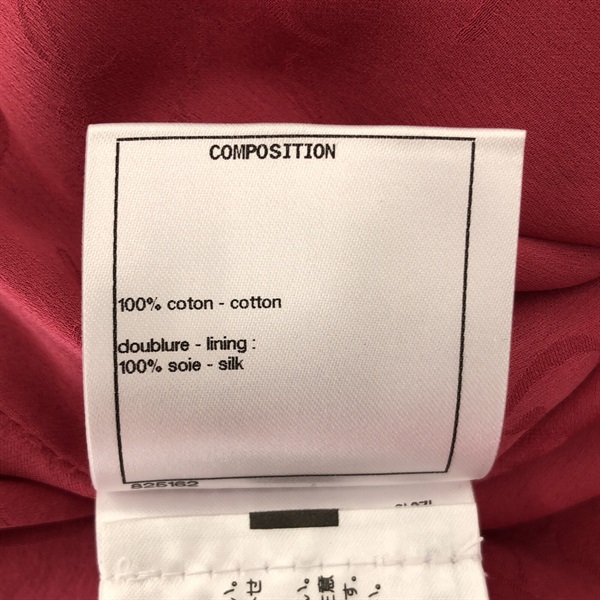 COMPOSITION
100% coton - cotton
doublure - lining :
100% soie - silk
825162